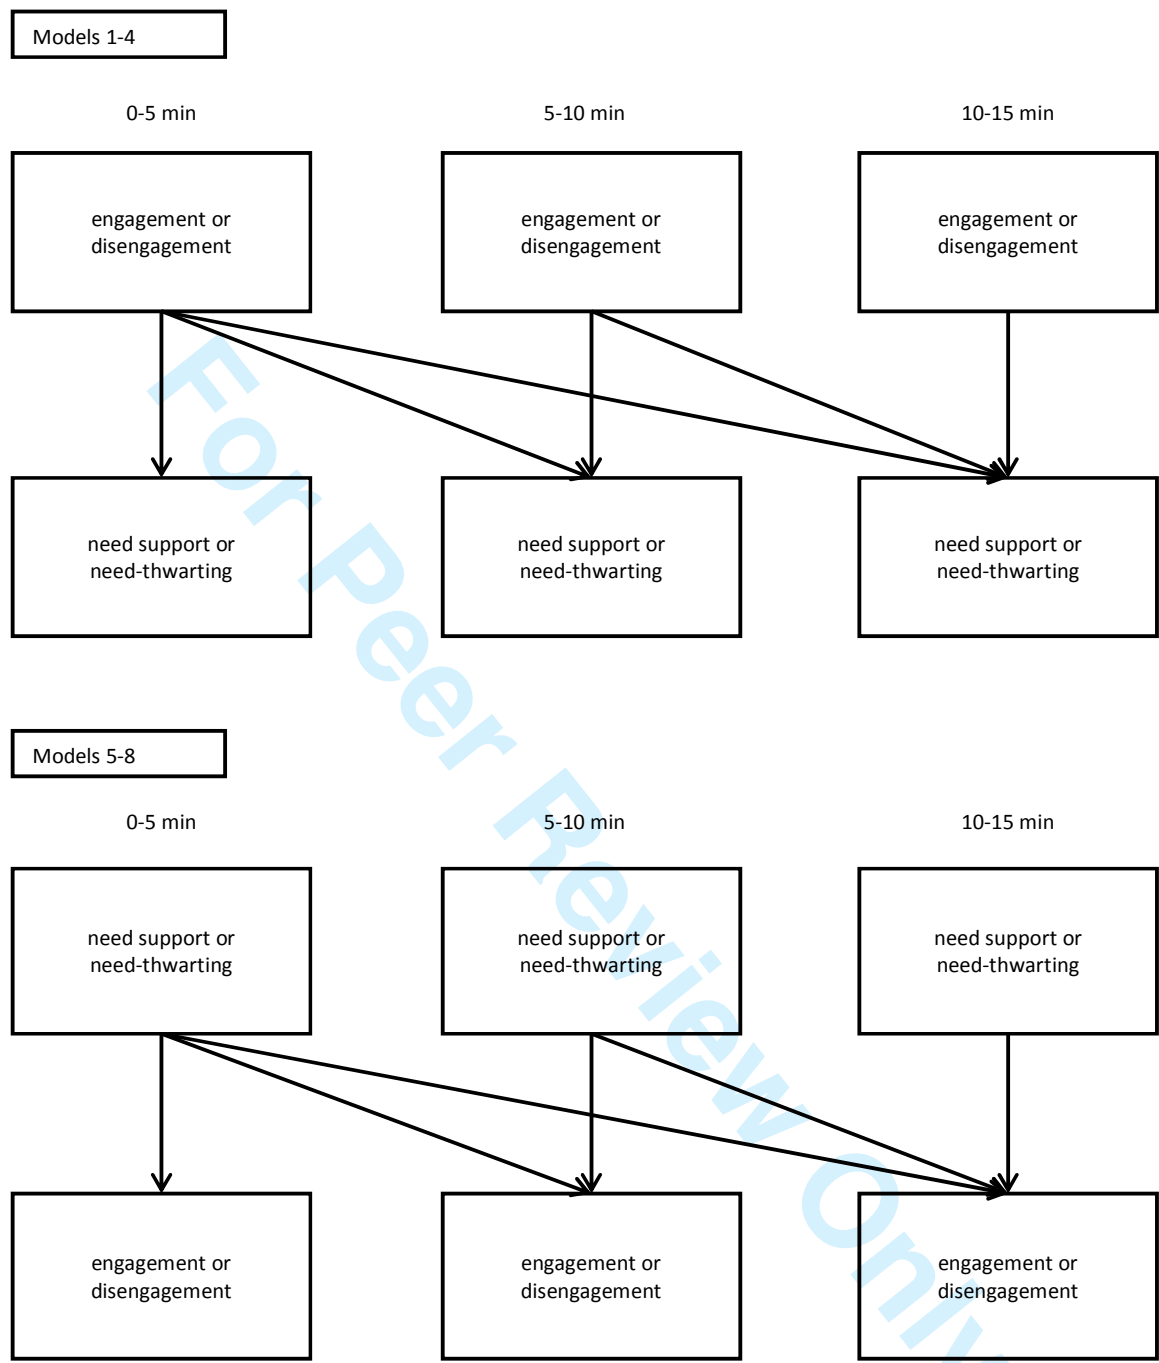 Models 1-4
0-5 min
5-10 min
10-15 min
engagement or
disengagement
engagement or
disengagement
engagement or
disengagement
need support or
need-thwarting
need support or
need-thwarting
need support or
need-thwarting
Models 5-8
0-5 min
5-10 min
10-15 min
need support or
need-thwarting
need support or
need-thwarting
need support or
need-thwarting
engagement or
disengagement
engagement or
disengagement
engagement or
disengagement
For Peer Review Only